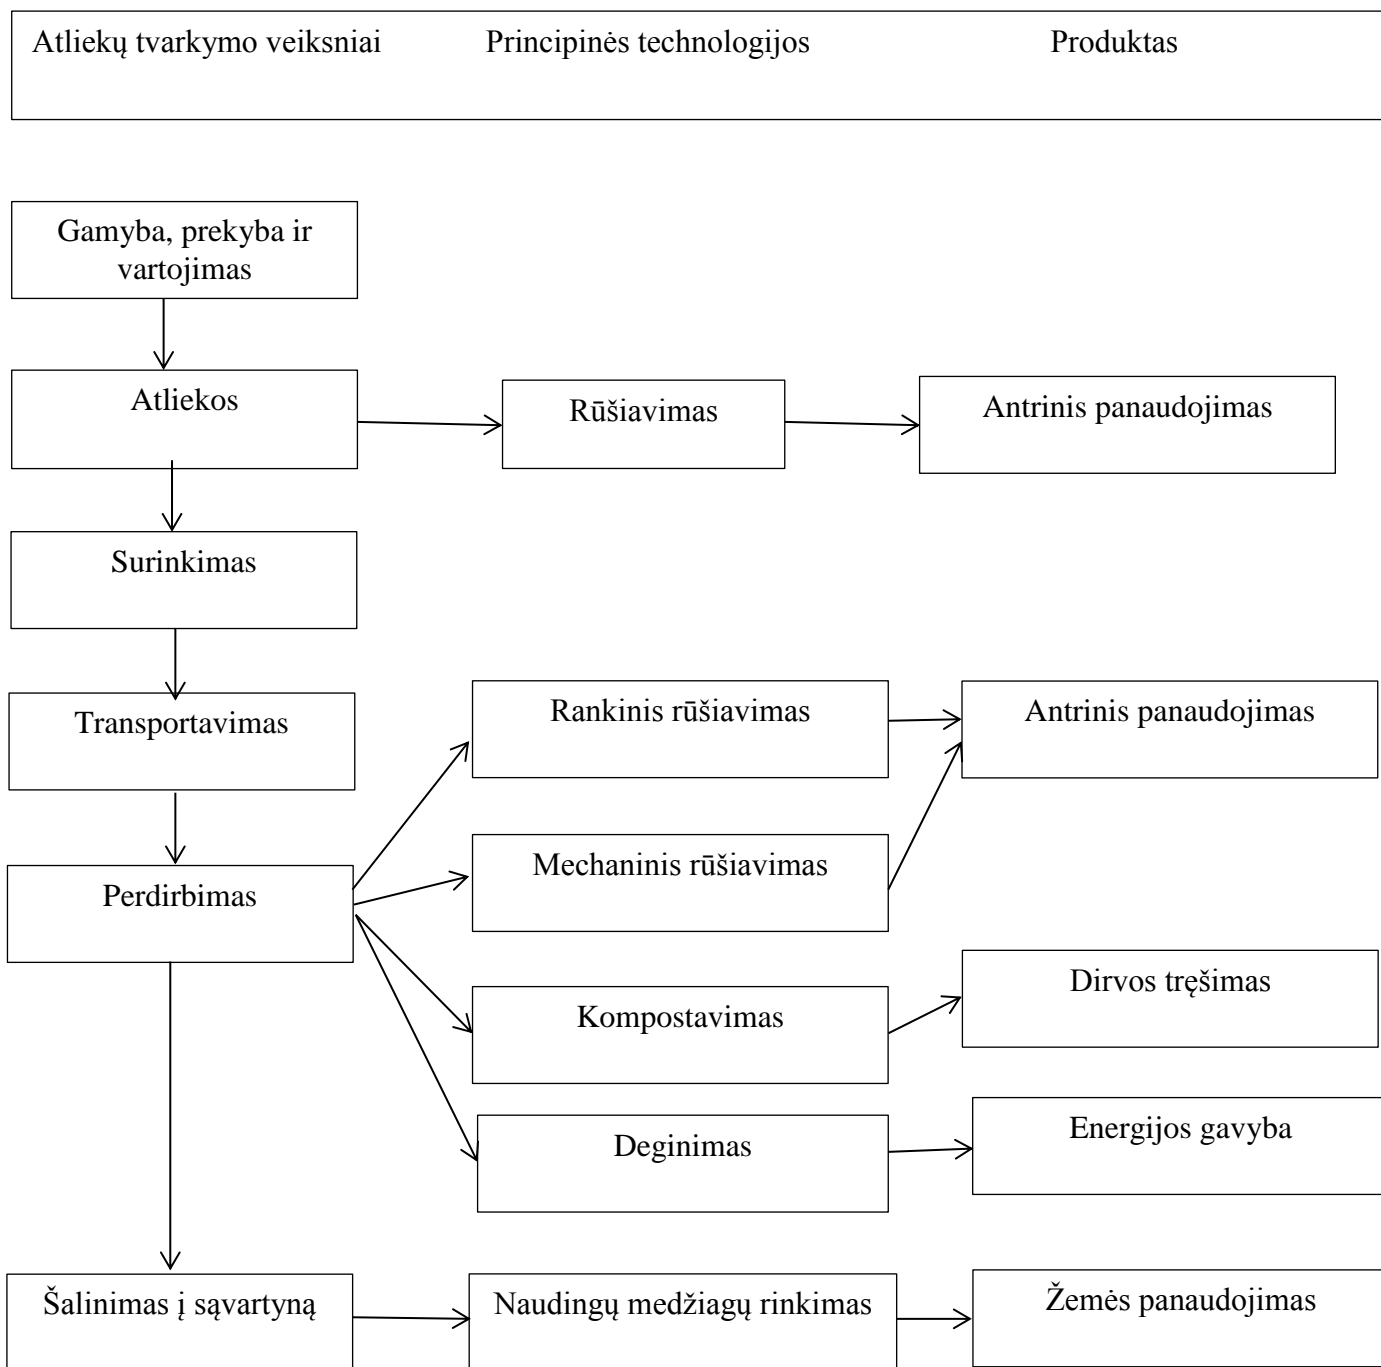 Atliekų tvarkymo veiksniai Principinės technologijos Produktas
Gamyba, prekyba ir
vartojimas
Atliekos
Rūšiavimas
Antrinis panaudojimas
Surinkimas
Transportavimas
Rankinis rūšiavimas
Antrinis panaudojimas
Perdirbimas
Mechaninis rūšiavimas
Kompostavimas
Dirvos tręšimas
Deginimas
Energijos gavyba
Šalinimas į sąvartyną
Naudingų medžiagų rinkimas
Žemės panaudojimas